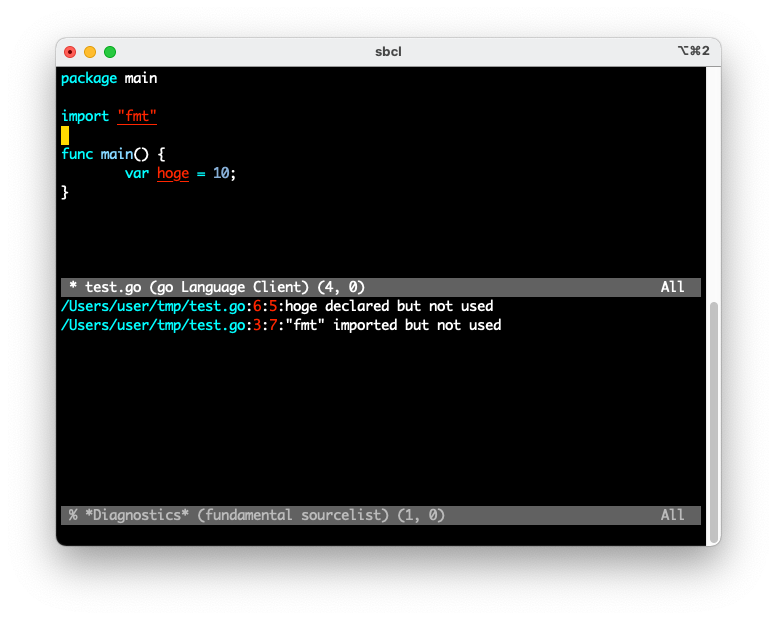 sbcl ⌥⌘2
package main
import "fmt"
func main() {
var hoge = 10;
}
* test.go (go Language Client) (4, 0) All
/Users/user/tmp/test.go:6:5:hoge declared but not used
/Users/user/tmp/test.go:3:7:"fmt" imported but not used
% *Diagnostics* (fundamental sourcelist) (1, 0) All